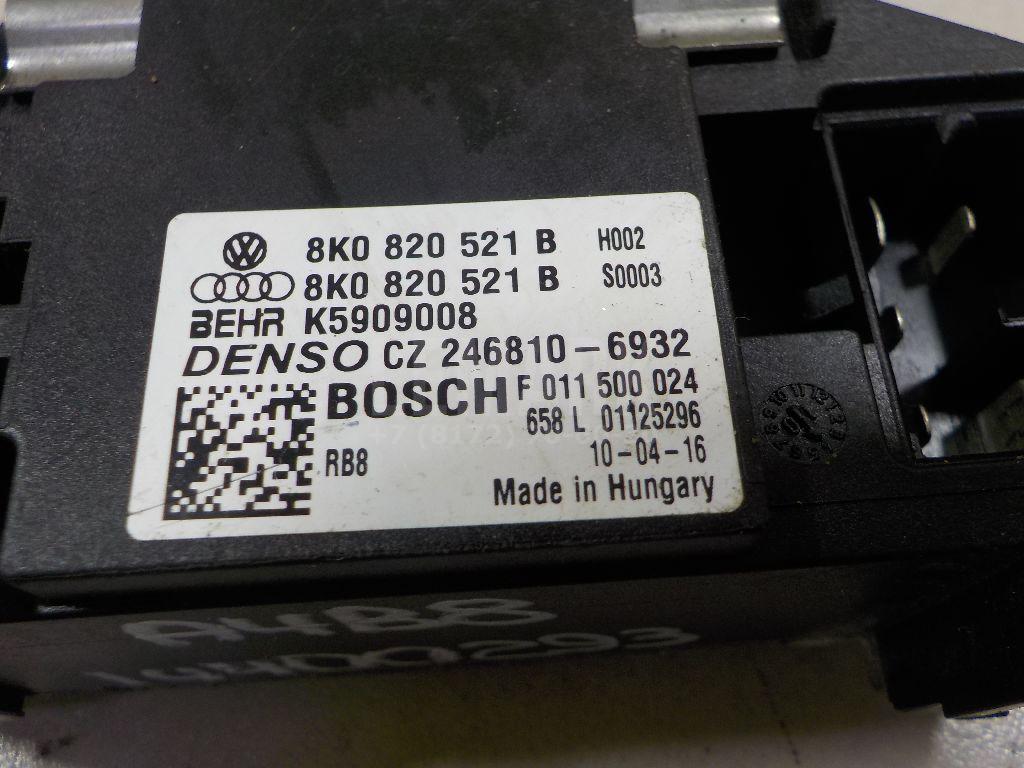 8K0 820 521 B H002
8K0 820 521 B S0003
BEHR K5909008
DENSO CZ 246810-6932
BOSCH F 011 500 024
658 L 01125296
RB8 10-04-16
Made in Hungary
A4B8
14400293